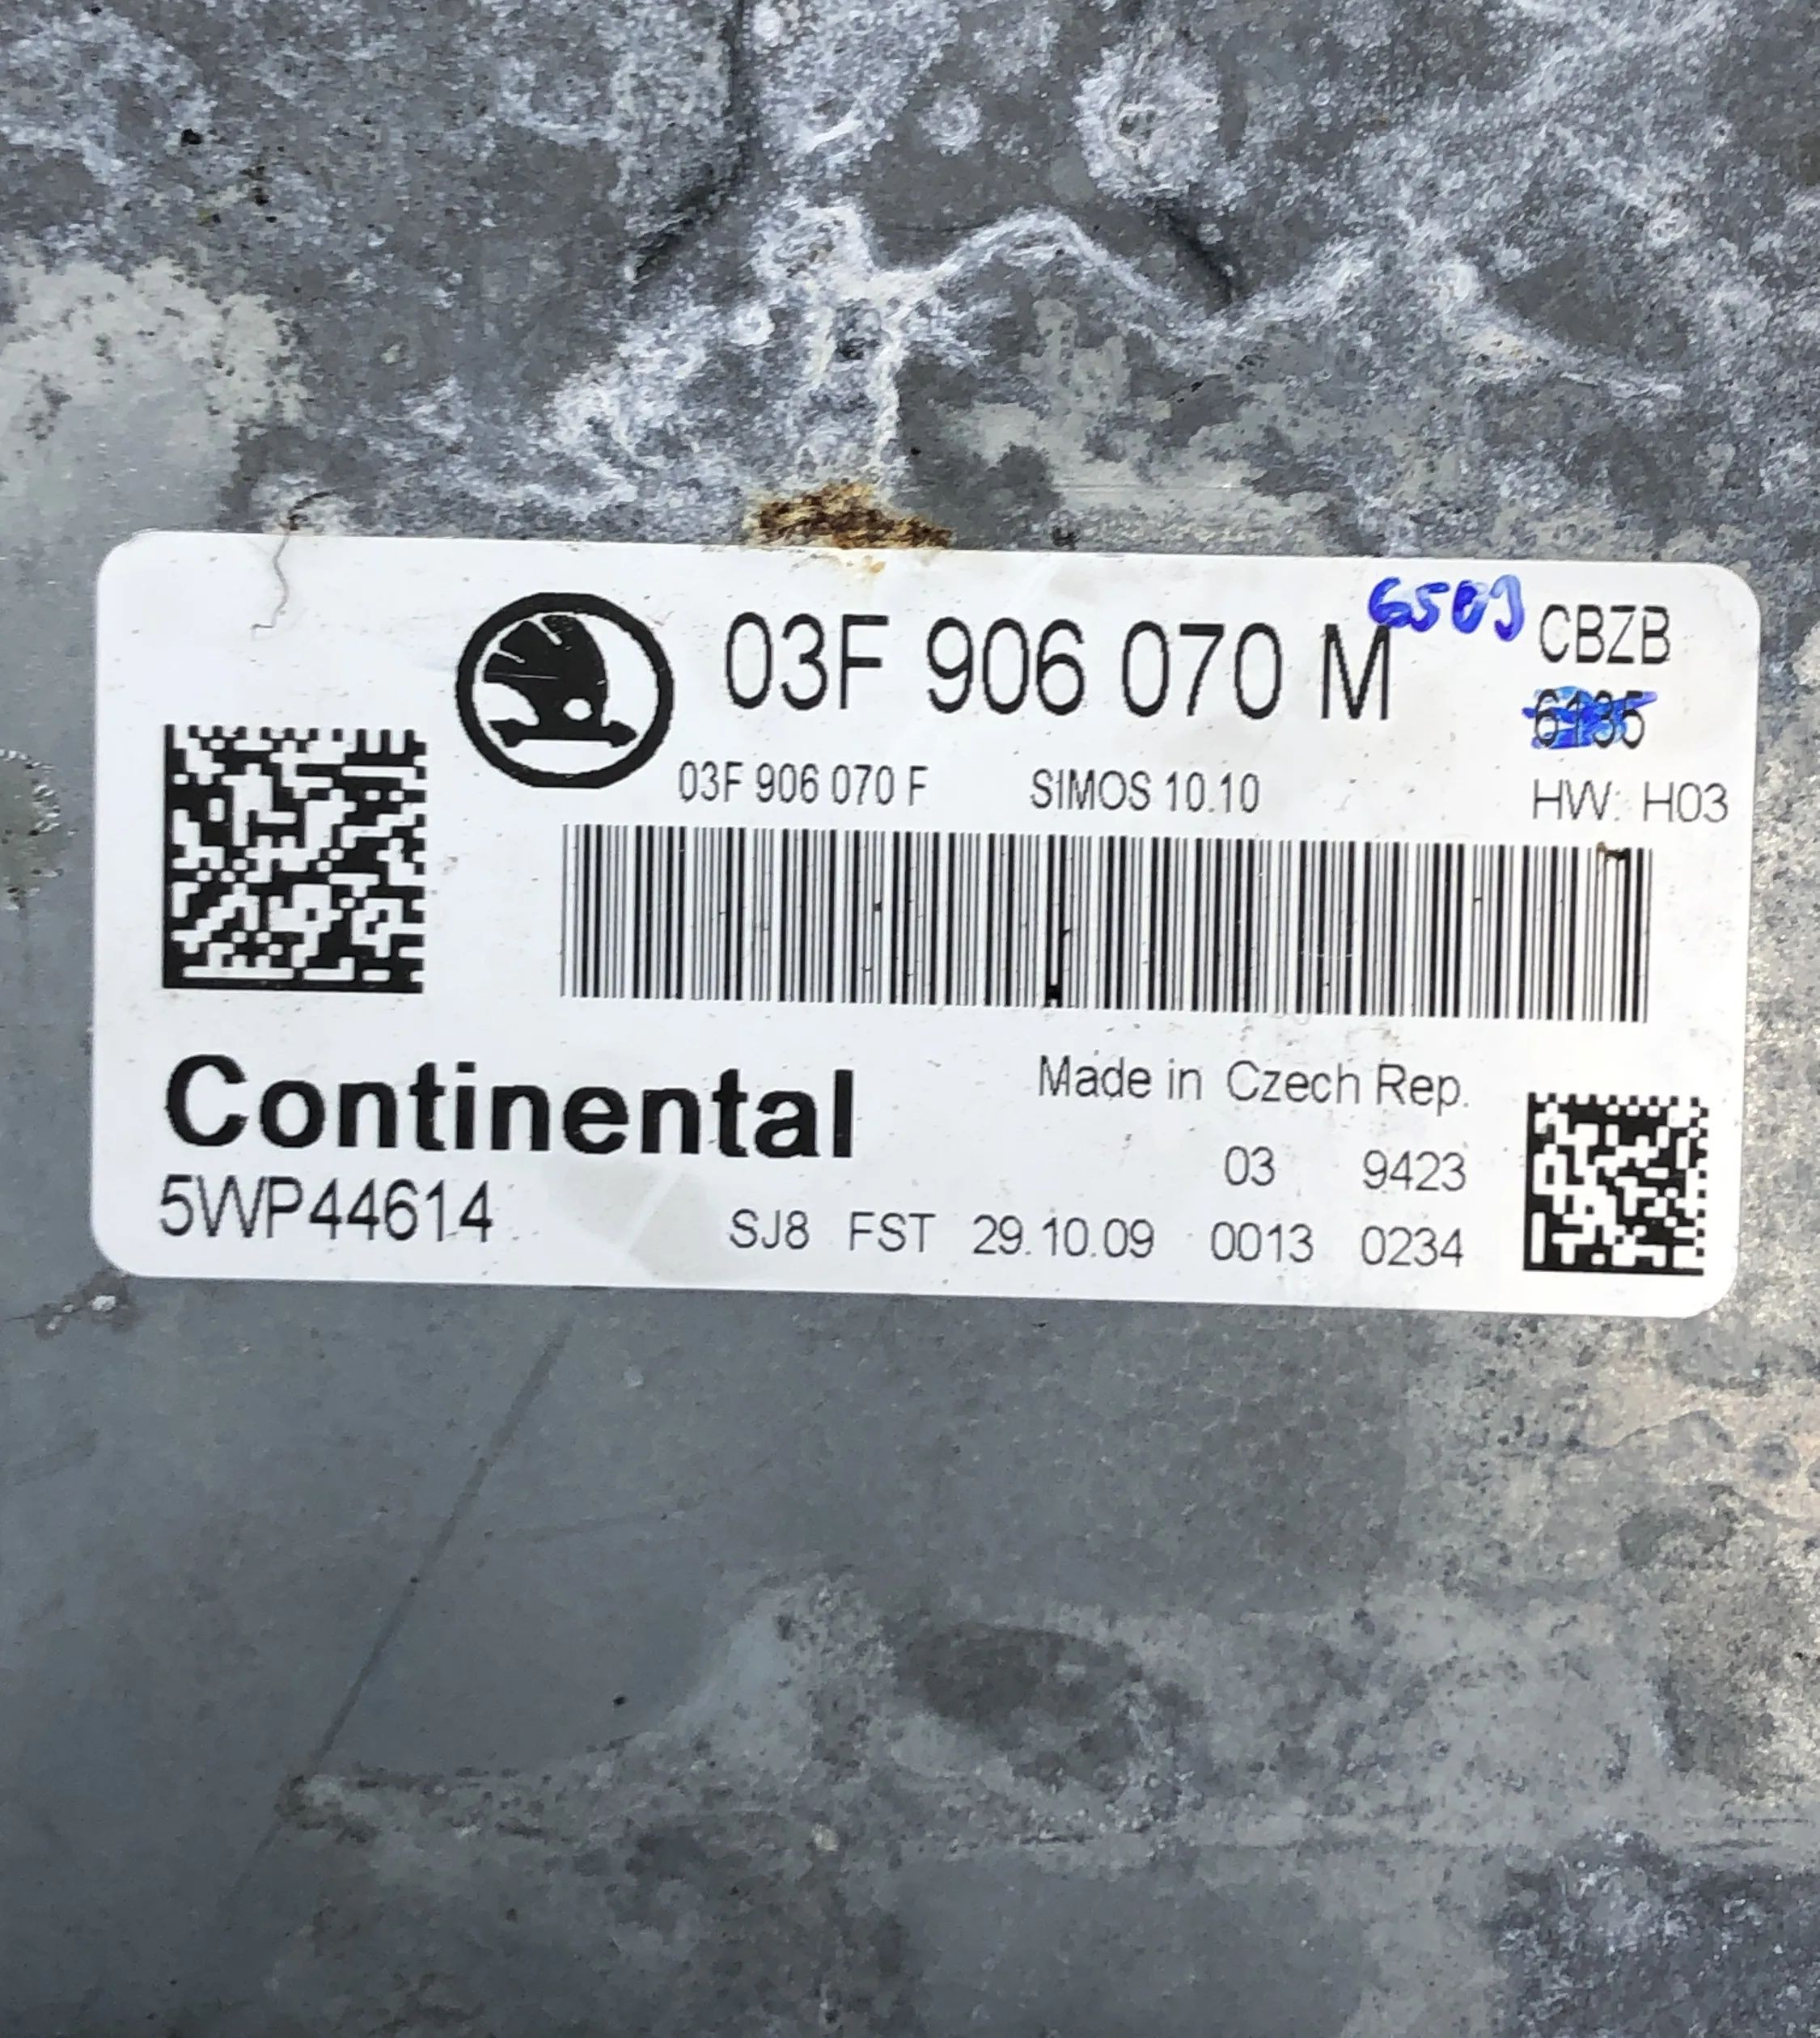 03F 906 070 M 6509 CBZB
6135
03F 906 070 F SIMOS 10.10 HW: H03
Continental
Made in Czech Rep.
03 9423
5WP44614
SJ8 FST 29.10.09 0013 0234